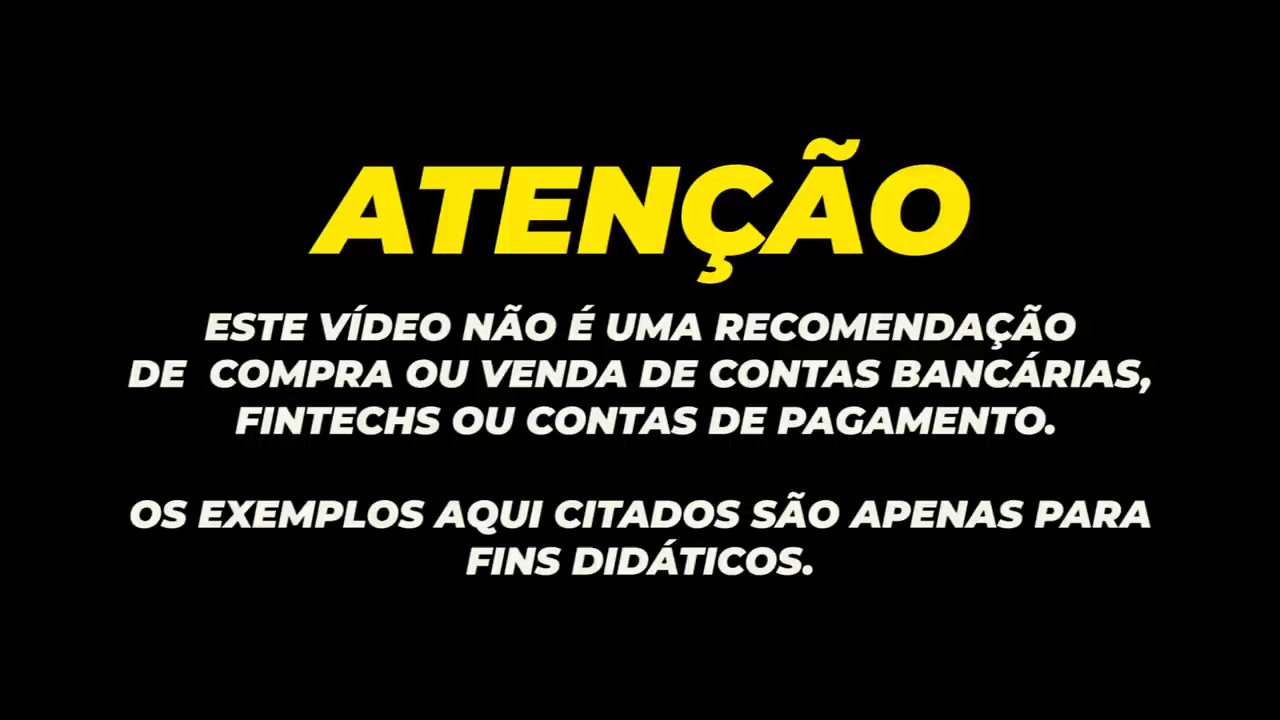 ATENÇÃO
ESTE VÍDEO NÃO É UMA RECOMENDAÇÃO
DE COMPRA OU VENDA DE CONTAS BANCÁRIAS,
FINTECHS OU CONTAS DE PAGAMENTO.
OS EXEMPLOS AQUI CITADOS SÃO APENAS PARA
FINS DIDÁTICOS.